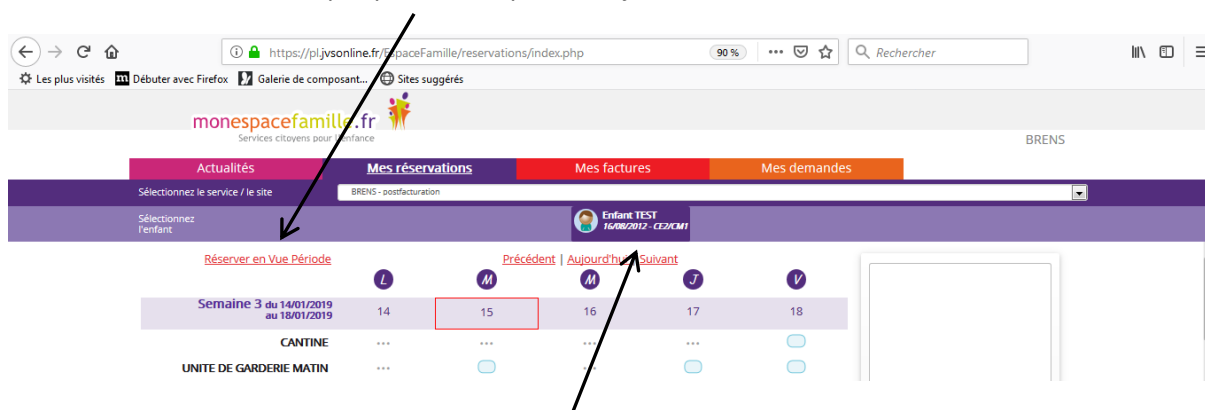 https://pl.jvsonline.fr/EspaceFamille/reservations/index.php 90 % Rechercher
Les plus visités Débuter avec Firefox Galerie de composant... Sites suggérés
monespacefamille.fr
Services citoyens pour l'enfance
BRENS
Actualités Mes réservations Mes factures Mes demandes
Sélectionnez le service / le site BRENS - postfacturation
Sélectionnez
l'enfant
Enfant TEST
16/08/2012 - CE2/CM1
Réserver en Vue Période Précédent | Aujourd'hui | Suivant
L M M J V
Semaine 3 du 14/01/2019
au 18/01/2019
14 15 16 17 18
CANTINE ... ... ... ...
UNITE DE GARDERIE MATIN ... ...